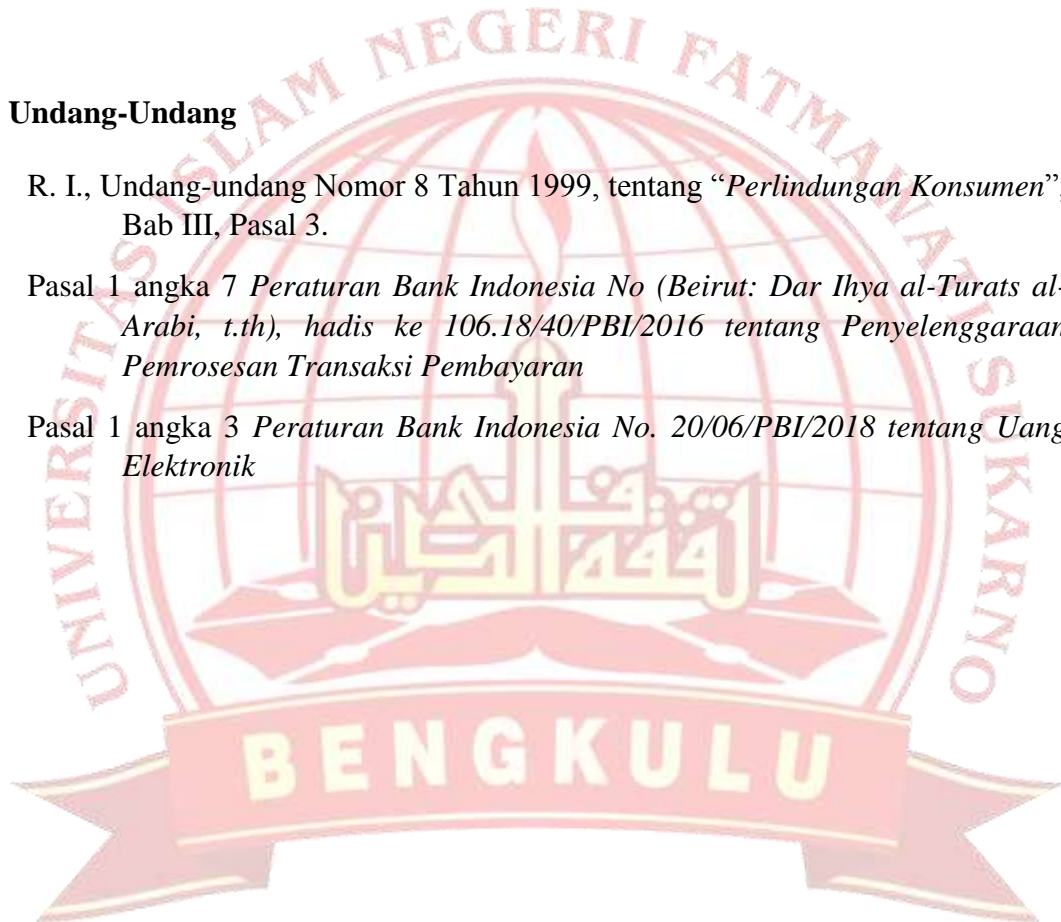 UNIVERSITAS ISLAM NEGERI FATMAWATI SUKARNO
Undang-Undang
R. I., Undang-undang Nomor 8 Tahun 1999, tentang “Perlindungan Konsumen”,
Bab III, Pasal 3.
Pasal 1 angka 7 Peraturan Bank Indonesia No (Beirut: Dar Ihya al-Turats al-
Arabi, t.th), hadis ke 106.18/40/PBI/2016 tentang Penyelenggaraan
Pemrosesan Transaksi Pembayaran
Pasal 1 angka 3 Peraturan Bank Indonesia No. 20/06/PBI/2018 tentang Uang
Elektronik
BENGKULU